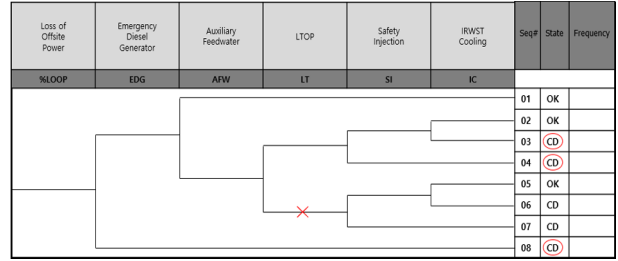 Loss of Offsite Power Emergency Diesel Generator Auxiliary Feedwater LTOP Safety Injection IRWST Cooling Seq# State Frequency
%LOOP EDG AFW LT SI IC
01 OK
02 OK
03 CD
04 CD
05 OK
06 CD
07 CD
08 CD